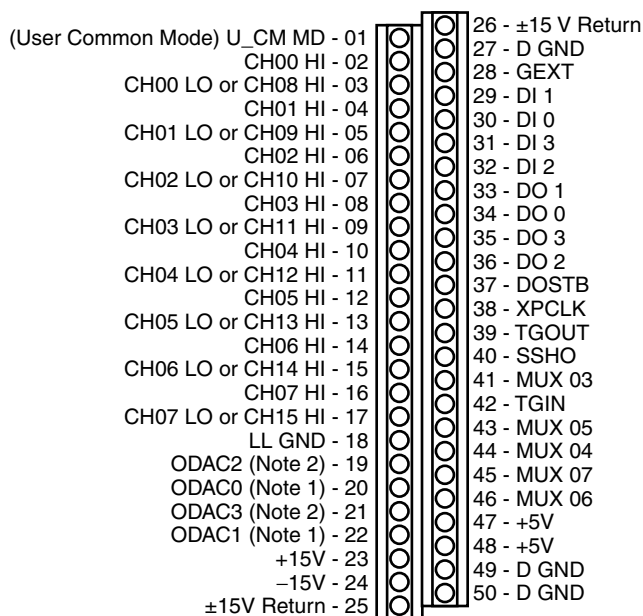 (User Common Mode) U_CM MD - 01
CH00 HI - 02
CH00 LO or CH08 HI - 03
CH01 HI - 04
CH01 LO or CH09 HI - 05
CH02 HI - 06
CH02 LO or CH10 HI - 07
CH03 HI - 08
CH03 LO or CH11 HI - 09
CH04 HI - 10
CH04 LO or CH12 HI - 11
CH05 HI - 12
CH05 LO or CH13 HI - 13
CH06 HI - 14
CH06 LO or CH14 HI - 15
CH07 HI - 16
CH07 LO or CH15 HI - 17
LL GND - 18
ODAC2 (Note 2) - 19
ODAC0 (Note 1) - 20
ODAC3 (Note 2) - 21
ODAC1 (Note 1) - 22
+15V - 23
−15V - 24
±15V Return - 25
26 - ±15 V Return
27 - D GND
28 - GEXT
29 - DI 1
30 - DI 0
31 - DI 3
32 - DI 2
33 - DO 1
34 - DO 0
35 - DO 3
36 - DO 2
37 - DOSTB
38 - XPCLK
39 - TGOUT
40 - SSHO
41 - MUX 03
42 - TGIN
43 - MUX 05
44 - MUX 04
45 - MUX 07
46 - MUX 06
47 - +5V
48 - +5V
49 - D GND
50 - D GND